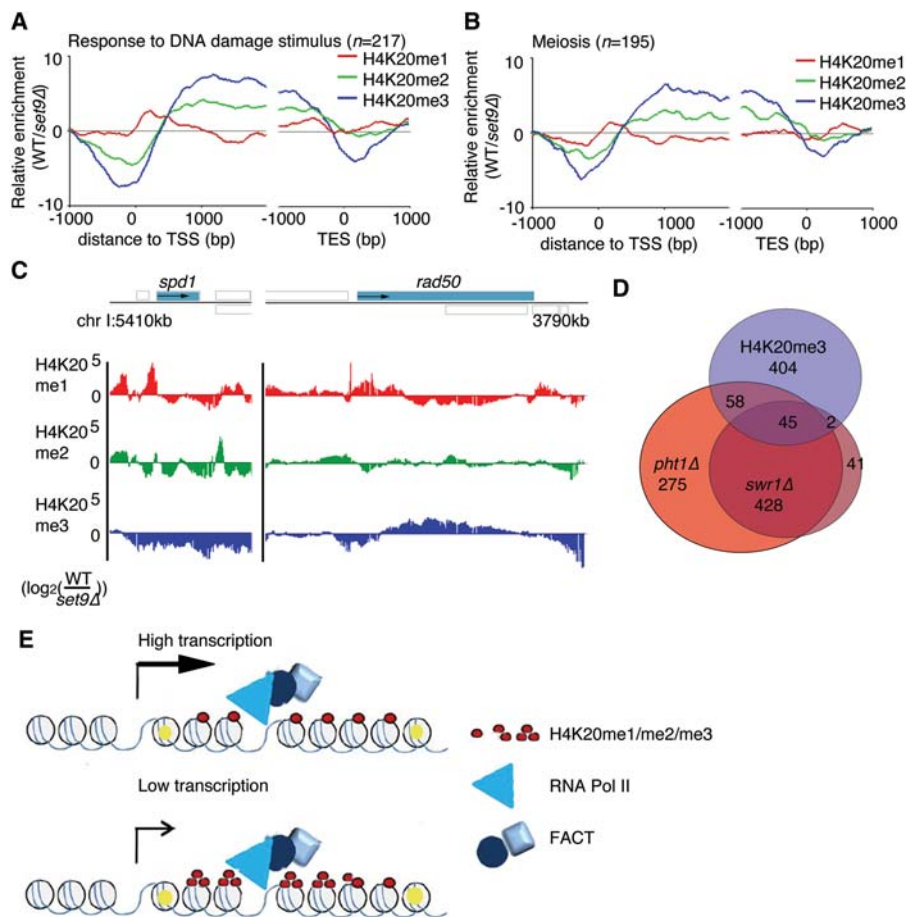 A
Response to DNA damage stimulus (n=217)
H4K20me1
H4K20me2
H4K20me3
Relative enrichment
(WT/set9Δ)
10
0
-10
-1000 0 1000 -1000 0 1000
distance to TSS (bp) TES (bp)
B
Meiosis (n=195)
H4K20me1
H4K20me2
H4K20me3
Relative enrichment
(WT/set9Δ)
10
0
-10
-1000 0 1000 -1000 0 1000
distance to TSS (bp) TES (bp)
C
spd1 rad50
chr I:5410kb 3790kb
H4K20 5
me1 0
H4K20 5
me2 0
H4K20 5
me3 0
(log2(WT/set9Δ))
D
H4K20me3
404
58
45
2
pht1Δ
275
swr1Δ
428
41
E
High transcription
Low transcription
H4K20me1/me2/me3
RNA Pol II
FACT